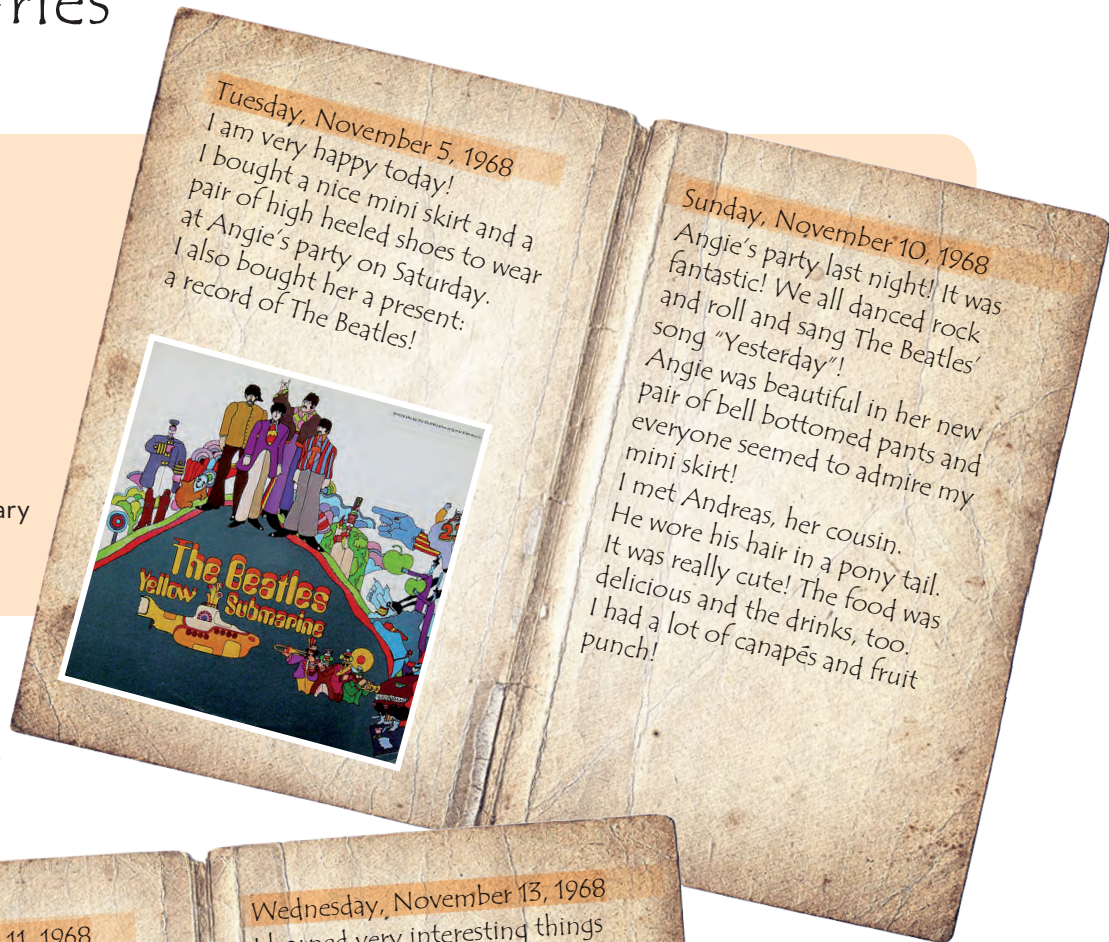 Tuesday, November 5, 1968
I am very happy today!
I bought a nice mini skirt and a
pair of high heeled shoes to wear
at Angie's party on Saturday.
I also bought her a present:
a record of The Beatles!
The Beatles
Yellow Submarine
Sunday, November 10, 1968
Angie's party last night! It was
fantastic! We all danced rock
and roll and sang The Beatles'
song "Yesterday"!
Angie was beautiful in her new
pair of bell bottomed pants and
everyone seemed to admire my
mini skirt!
I met Andreas, her cousin.
He wore his hair in a pony tail.
It was really cute! The food was
delicious and the drinks, too.
I had a lot of canapés and fruit
punch!
11, 1968
Wednesday, November 13, 1968
very interesting things